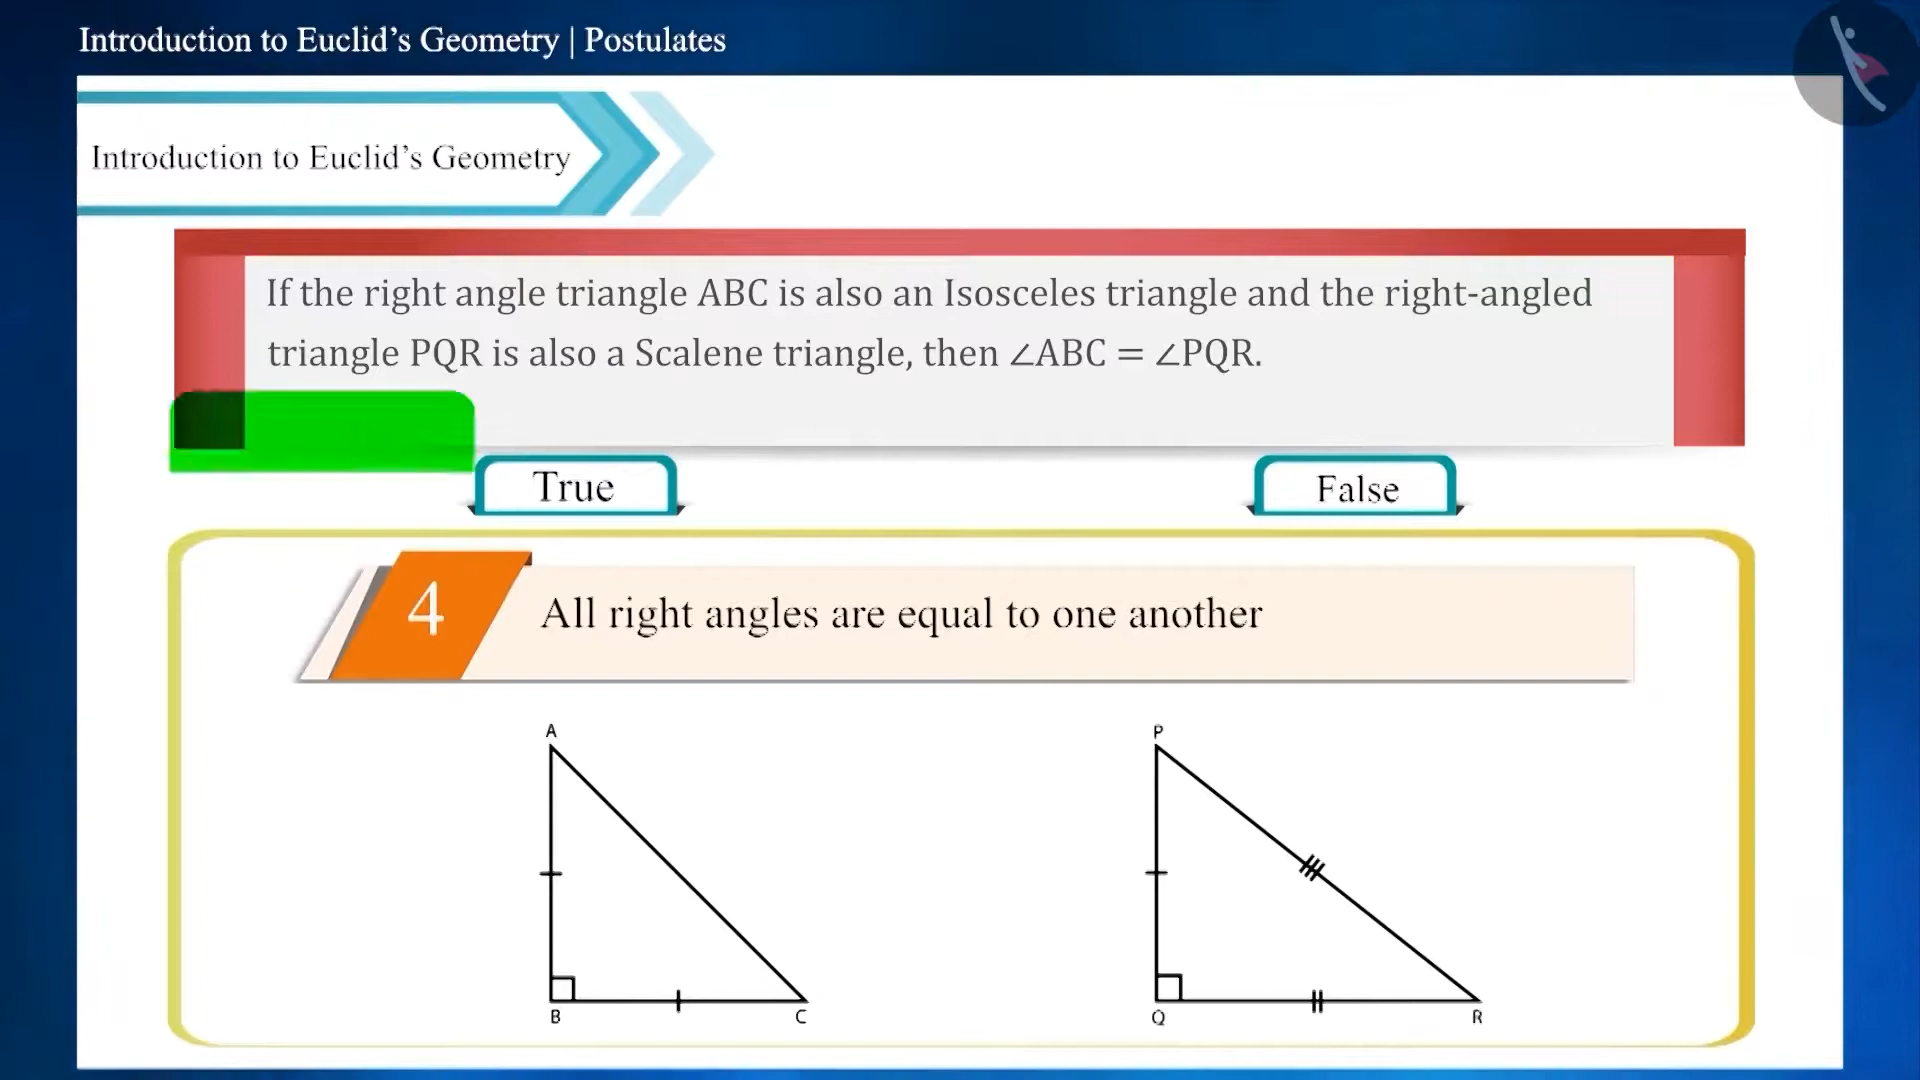 Introduction to Euclid’s Geometry | Postulates
Introduction to Euclid’s Geometry
If the right angle triangle ABC is also an Isosceles triangle and the right-angled
triangle PQR is also a Scalene triangle, then ∠ABC = ∠PQR.
True
False
4
All right angles are equal to one another
A
P
B
C
Q
R